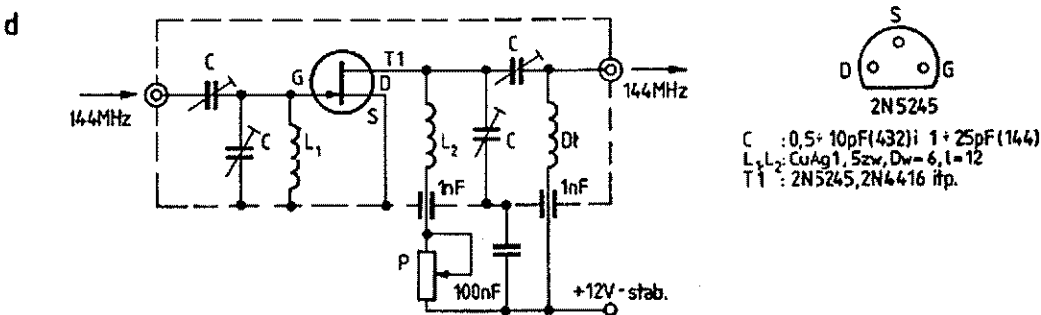 d
C
T1
C
G
D
S
144MHz
144MHz
C
L1
L2
C
Dł
1nF
1nF
P
100nF
+12V-stab.
S
D
G
2N5245
C : 0,5÷10pF(432) i 1÷25pF(144)
L1,L2: CuAg1, 5zw, Dw=6, l=12
T1 : 2N5245, 2N4416 itp.